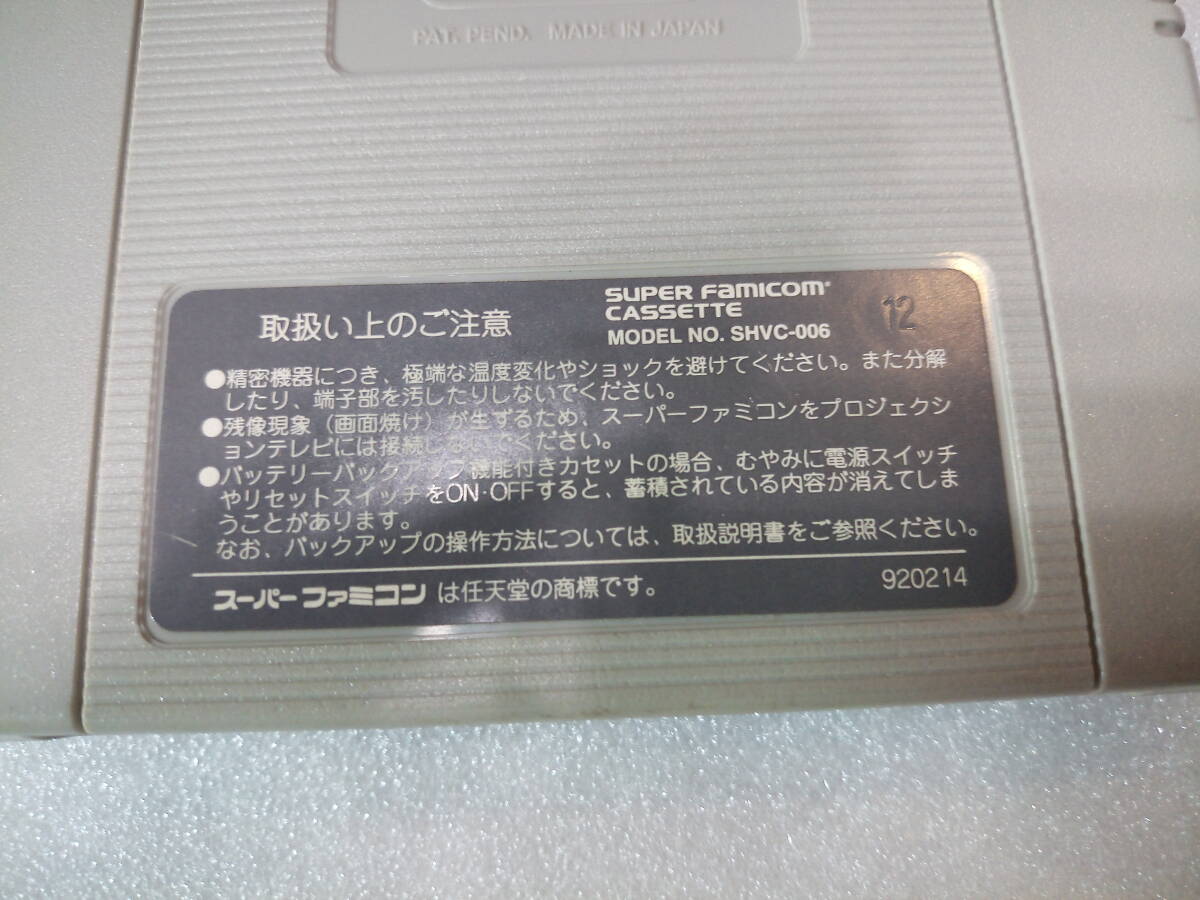 PAT. PEND. MADE IN JAPAN
取扱い上のご注意
SUPER FAMICOM
CASSETTE
MODEL NO. SHVC-006
12
●精密機器につき、極端な温度変化やショックを避けてください。また分解
したり、端子部を汚したりしないでください。
●残像現象（画面焼け）が生ずるため、スーパーファミコンをプロジェクシ
ョンテレビには接続しないでください。
●バッテリーバックアップ機能付きカセットの場合、むやみに電源スイッチ
やリセットスイッチをON・OFFすると、蓄積されている内容が消えてしま
うことがあります。
なお、バックアップの操作方法については、取扱説明書をご参照ください。
スーパーファミコン は任天堂の商標です。
920214